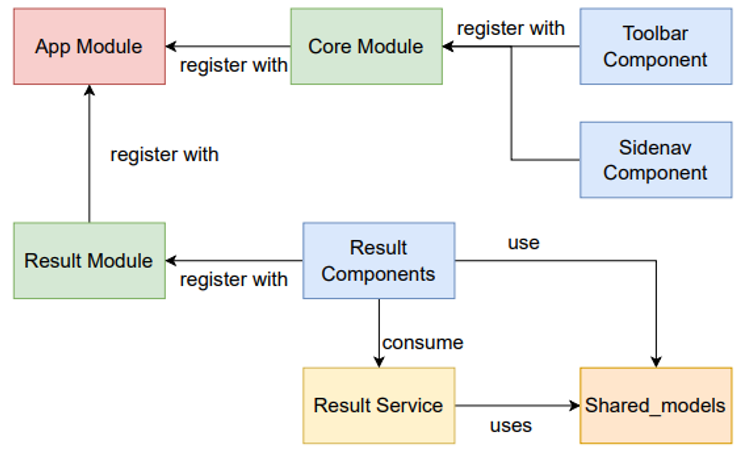 App Module
register with
Core Module
register with
Toolbar
Component
Sidenav
Component
register with
Result Module
register with
Result
Components
use
consume
Result Service
uses
Shared_models